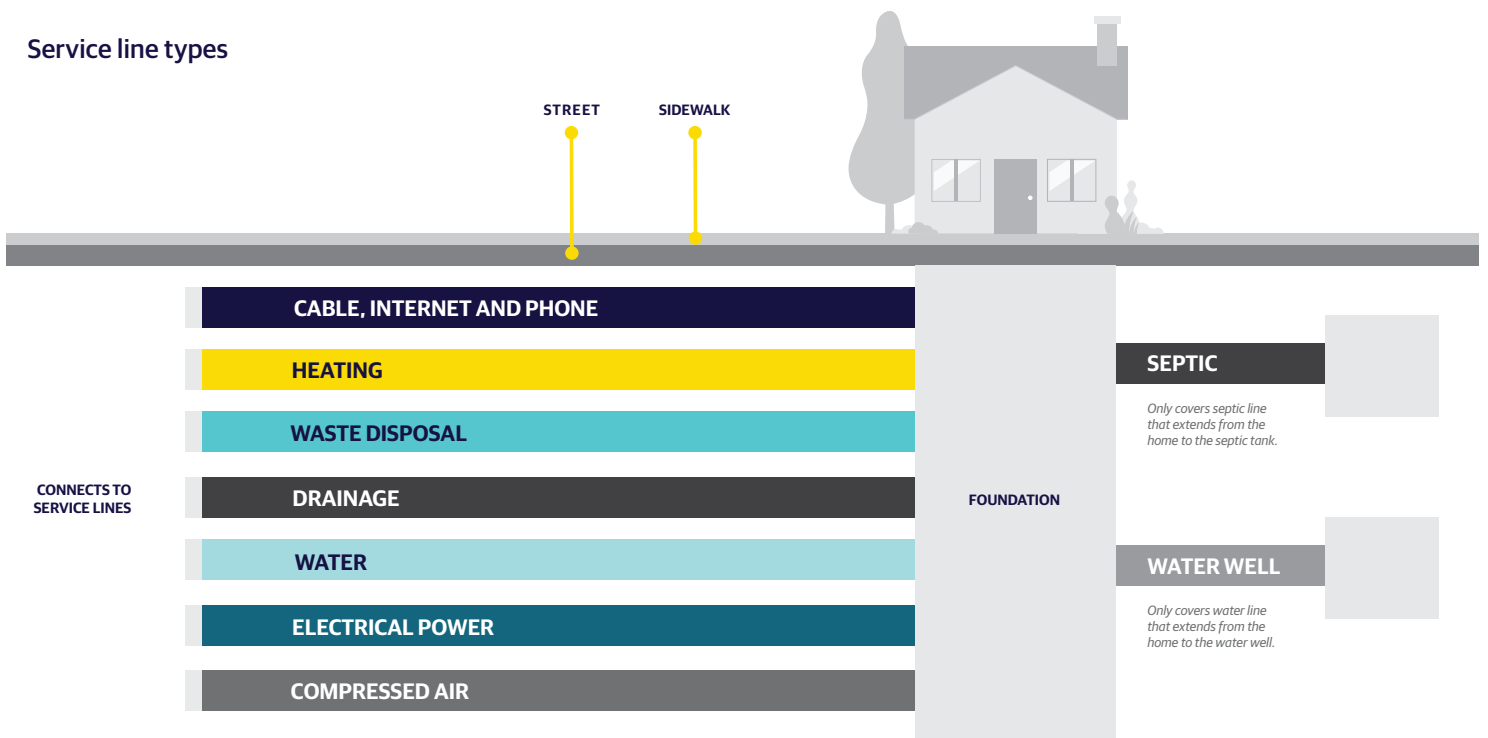 Service line types
STREET
SIDEWALK
CABLE, INTERNET AND PHONE
HEATING
WASTE DISPOSAL
DRAINAGE
WATER
ELECTRICAL POWER
COMPRESSED AIR
CONNECTS TO
SERVICE LINES
FOUNDATION
SEPTIC
Only covers septic line
that extends from the
home to the septic tank.
WATER WELL
Only covers water line
that extends from the
home to the water well.